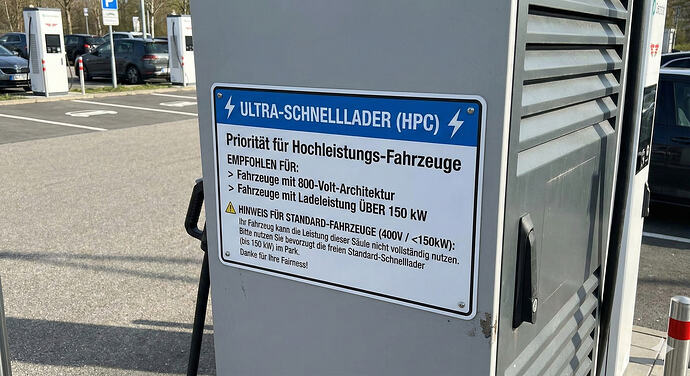 P
ULTRA-SCHNELLLADER (HPC)
Priorität für Hochleistungs-Fahrzeuge
EMPFOHLEN FÜR:
> Fahrzeuge mit 800-Volt-Architektur
> Fahrzeuge mit Ladeleistung ÜBER 150 kW
HINWEIS FÜR STANDARD-FAHRZEUGE (400V / <150kW):
Ihr Fahrzeug kann die Leistung dieser Säule nicht vollständig nutzen.
Bitte nutzen Sie bevorzugt die freien Standard-Schnelllader
(bis 150 kW) im Park.
Danke für Ihre Fairness!